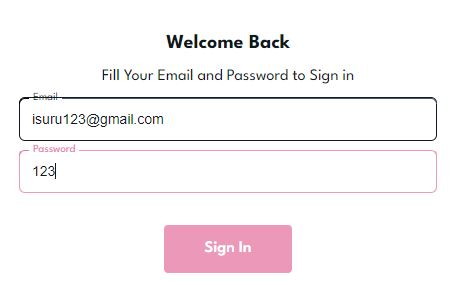 Welcome Back
Fill Your Email and Password to Sign in
Email
isuru123@gmail.com
Password
123
Sign In